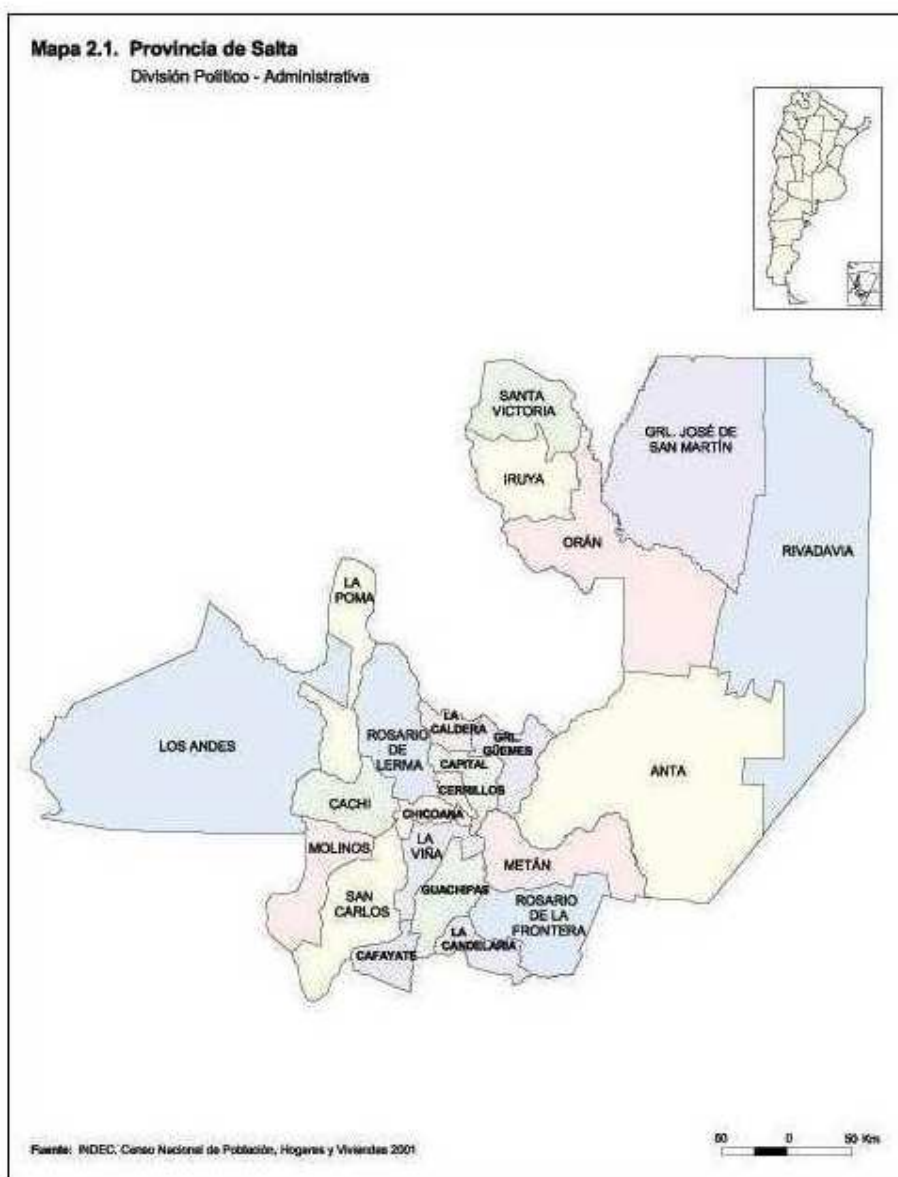 Mapa 2.1. Provincia de Salta
División Político - Administrativa
SANTA
VICTORIA
GRL. JOSÉ DE
SAN MARTÍN
IRUYA
ORÁN
RIVADAVIA
LA
POMA
LOS ANDES
ROSARIO
DE
LERMA
LA
CALDERA
GRL.
GÜEMES
CAPITAL
ANTA
CERRILLOS
CACHI
CHICOANA
MOLINOS
LA
VIÑA
METÁN
GUACHIPAS
SAN
CARLOS
ROSARIO
DE LA
FRONTERA
LA
CANDELARIA
CAFAYATE
Fuente: INDEC. Censo Nacional de Población, Hogares y Viviendas 2001
50 0 50 Km